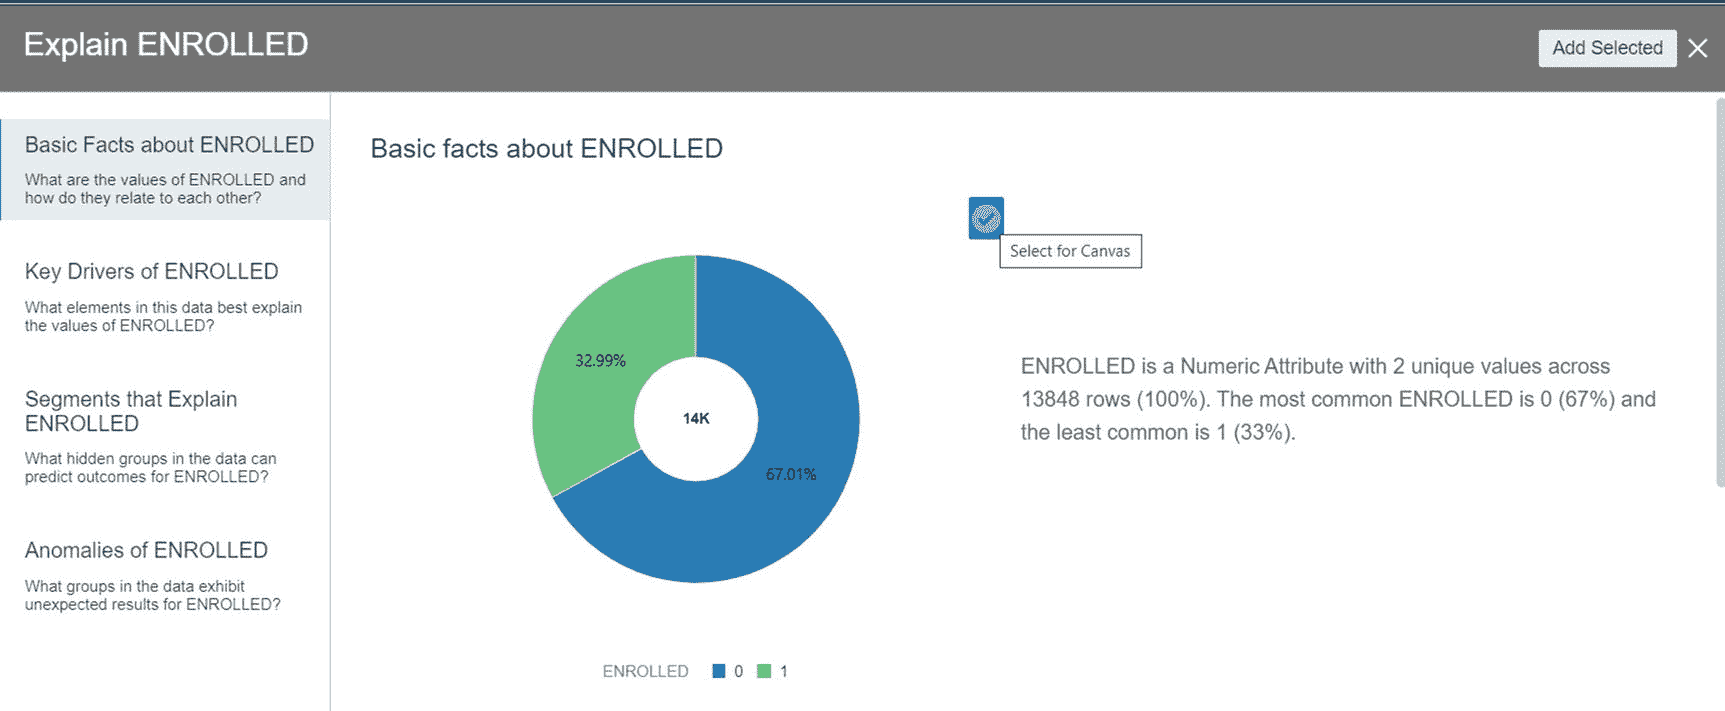 Explain ENROLLED
Add Selected
Basic Facts about ENROLLED
What are the values of ENROLLED and
how do they relate to each other?
Key Drivers of ENROLLED
What elements in this data best explain
the values of ENROLLED?
Segments that Explain
ENROLLED
What hidden groups in the data can
predict outcomes for ENROLLED?
Anomalies of ENROLLED
What groups in the data exhibit
unexpected results for ENROLLED?
Basic facts about ENROLLED
Select for Canvas
32.99%
14K
67.01%
ENROLLED 0 1
ENROLLED is a Numeric Attribute with 2 unique values across
13848 rows (100%). The most common ENROLLED is 0 (67%) and
the least common is 1 (33%).